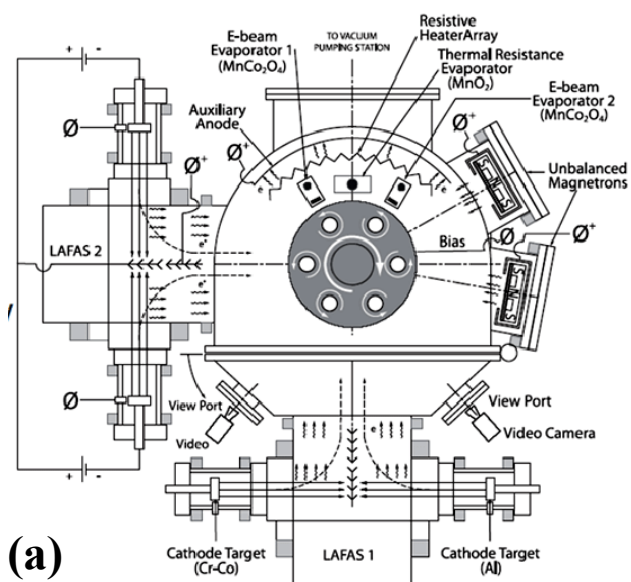 E-beam
Evaporator 1
(MnCo₂O₄)
TO VACUUM
PUMPING STATION
Resistive
HeaterArray
Thermal Resistance
Evaporator
(MnO₂)
E-beam
Evaporator 2
(MnCo₂O₄)
Auxiliary
Anode
Unbalanced
Magnetrons
+ -
Ø
Ø⁺
Ø⁺
Ø⁺
e⁻
e⁻
S N S
LAFAS 2
e⁺
Bias
Ø
Ø⁺
S N S
e⁺
Ø
View Port
Video
View Port
Video Camera
+ -
e⁻
Cathode Target
(Cr-Co)
LAFAS 1
Cathode Target
(Al)
(a)